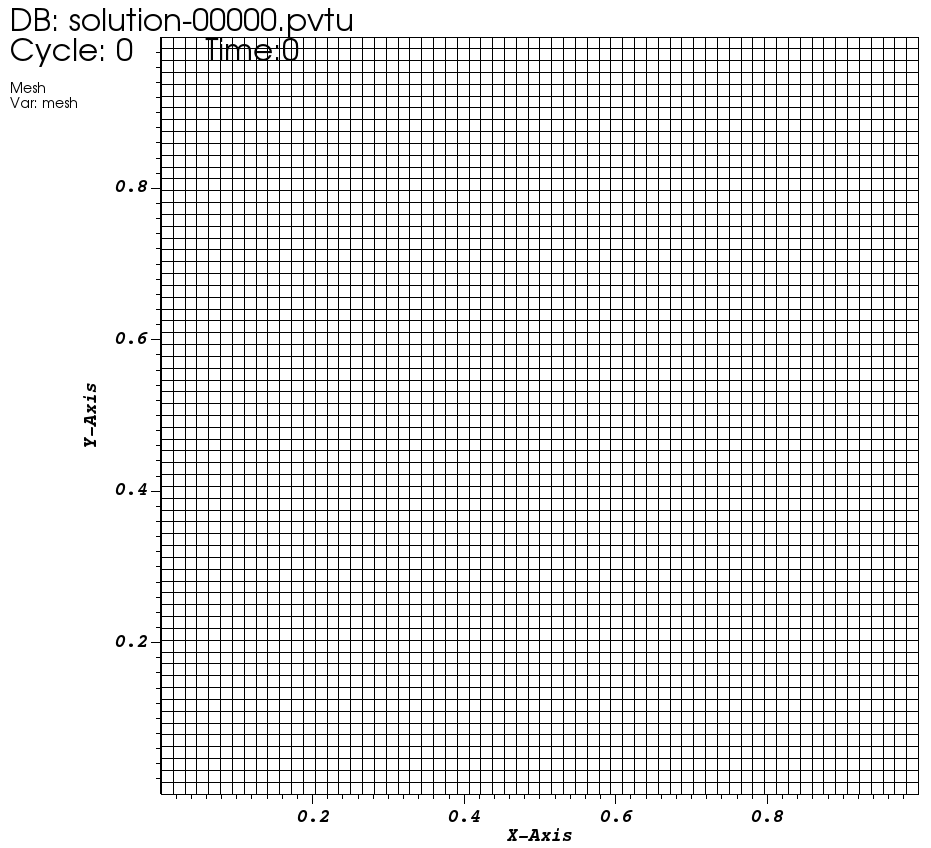 DB: solution-00000.pvtu
Cycle: 0 Time:0
Mesh
Var: mesh
0.8
0.6
Y-Axis
0.4
0.2
0.2 0.4 0.6 0.8
X-Axis